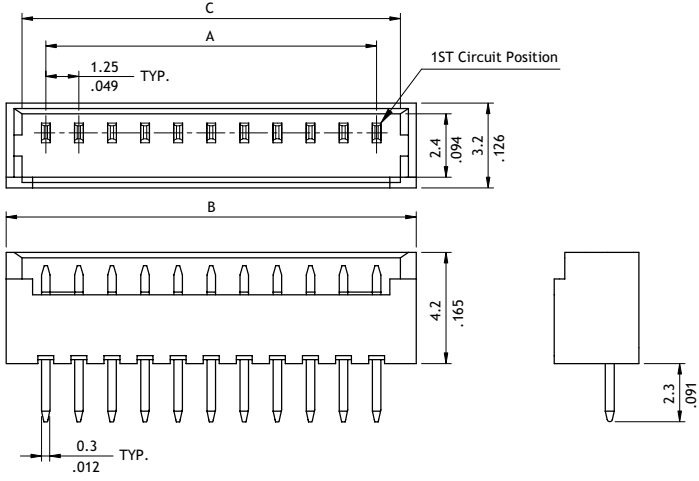 C
A
1.25
.049
TYP.
1ST Circuit Position
2.4
.094
3.2
.126
B
4.2
.165
2.3
.091
0.3
.012
TYP.